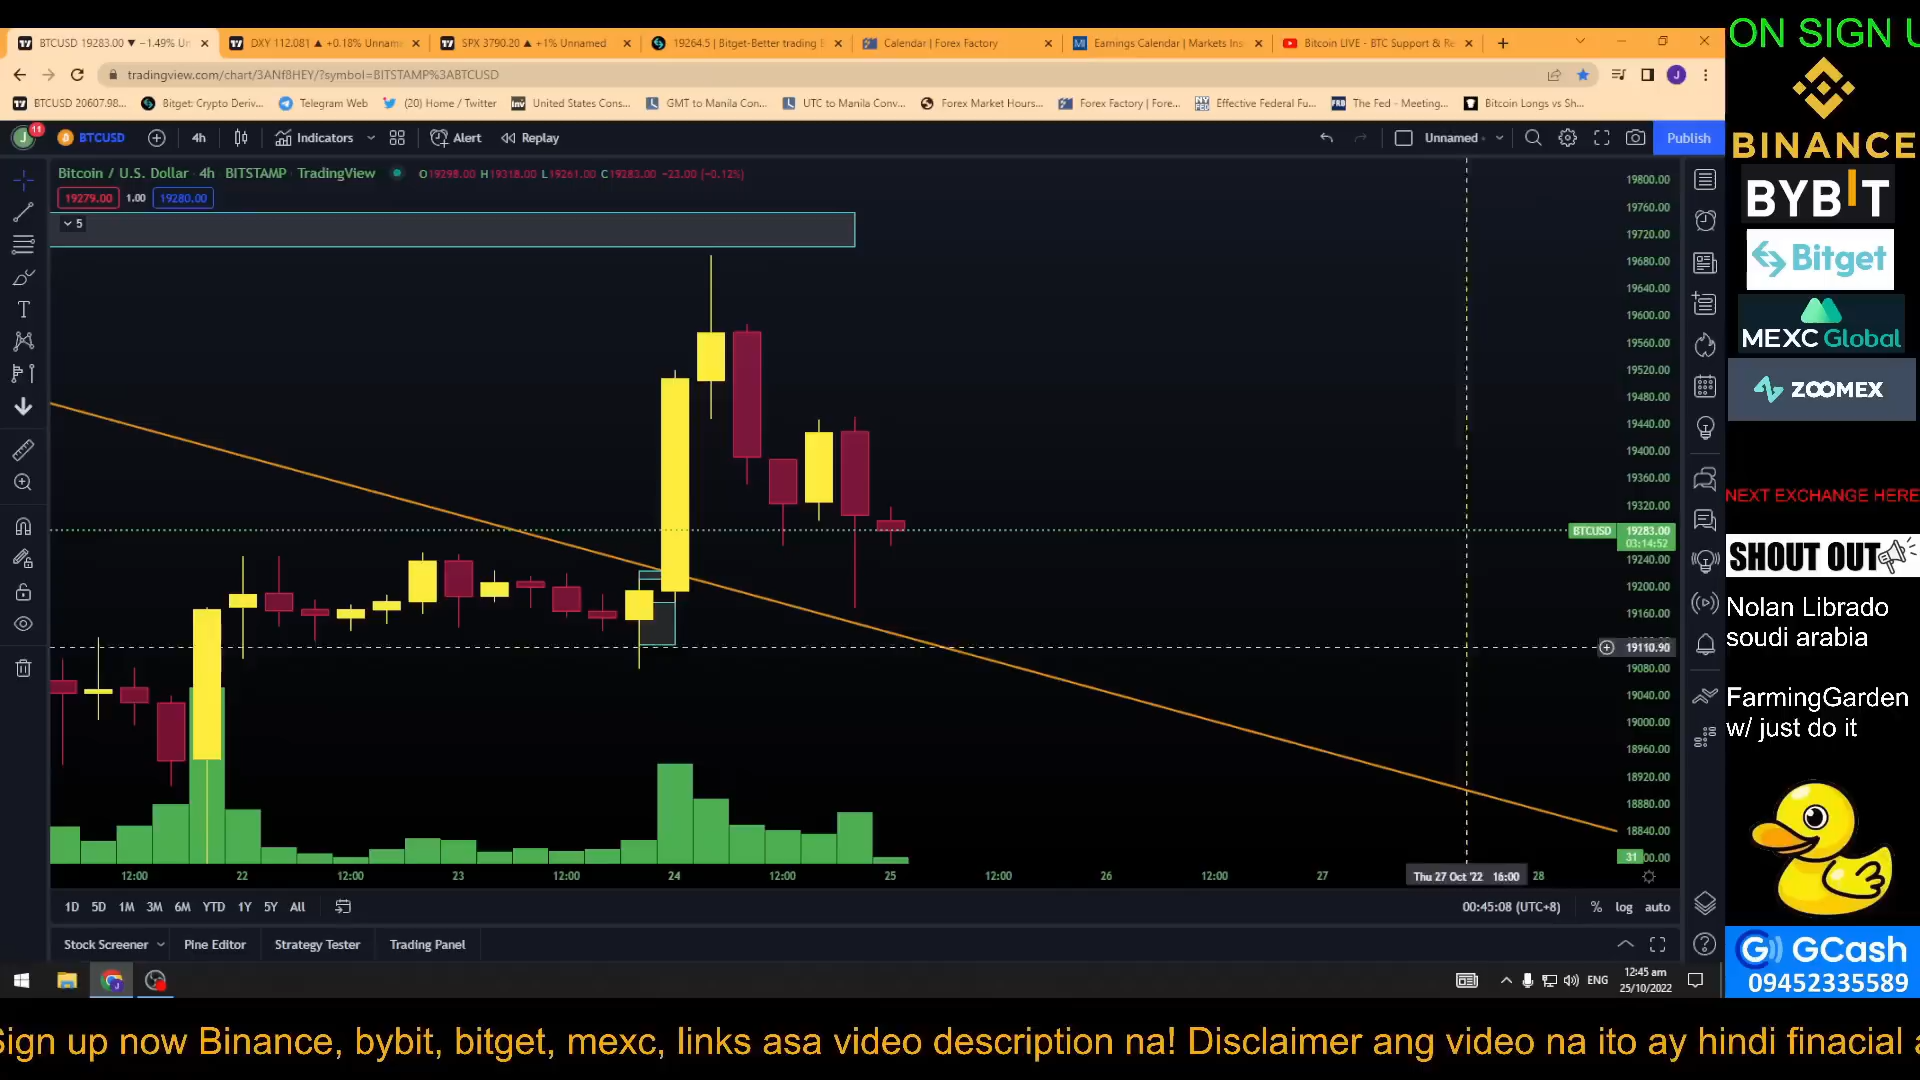 BTCUSD 19283.00 ▼ −1.49% Un
DXY 112.081 ▲ +0.18% Unnam
SPX 3790.20 ▲ +1% Unnamed
19264.5 | Bitget-Better trading E
Calendar | Forex Factory
Earnings Calendar | Markets Ins
Bitcoin LIVE - BTC Support & Re
tradingview.com/chart/3ANf8HEY/?symbol=BITSTAMP%3ABTCUSD
BTCUSD 20607.98...
Bitget: Crypto Deriv...
Telegram Web
(20) Home / Twitter
United States Cons...
GMT to Manila Con...
UTC to Manila Conv...
Forex Market Hours...
Forex Factory | Fore...
Effective Federal Fu...
The Fed - Meeting...
Bitcoin Longs vs Sh...
11
BTCUSD
4h
Indicators
Alert
Replay
Unnamed
Publish
Bitcoin / U.S. Dollar · 4h · BITSTAMP · TradingView
O19298.00 H19318.00 L19261.00 C19283.00 −23.00 (−0.12%)
19279.00 1.00 19280.00
5
19800.00
19760.00
19720.00
19680.00
19640.00
19600.00
19560.00
19520.00
19480.00
19440.00
19400.00
19360.00
19320.00
BTCUSD 19283.00
03:14:52
19240.00
19200.00
19160.00
19110.90
19080.00
19040.00
19000.00
18960.00
18920.00
18880.00
18840.00
31
00.00
12:00 22 12:00 23 12:00 24 12:00 25 12:00 26 12:00 27 Thu 27 Oct '22 16:00 28
1D 5D 1M 3M 6M YTD 1Y 5Y All
00:45:08 (UTC+8) % log auto
Stock Screener Pine Editor Strategy Tester Trading Panel
ENG
12:45 am
25/10/2022
ON SIGN U
BINANCE
BYBIT
Bitget
MEXC Global
ZOOMEX
NEXT EXCHANGE HERE
SHOUT OUT
Nolan Librado
soudi arabia
FarmingGarden
w/ just do it
GCash
09452335589
Sign up now Binance, bybit, bitget, mexc, links asa video description na! Disclaimer ang video na ito ay hindi finacial a